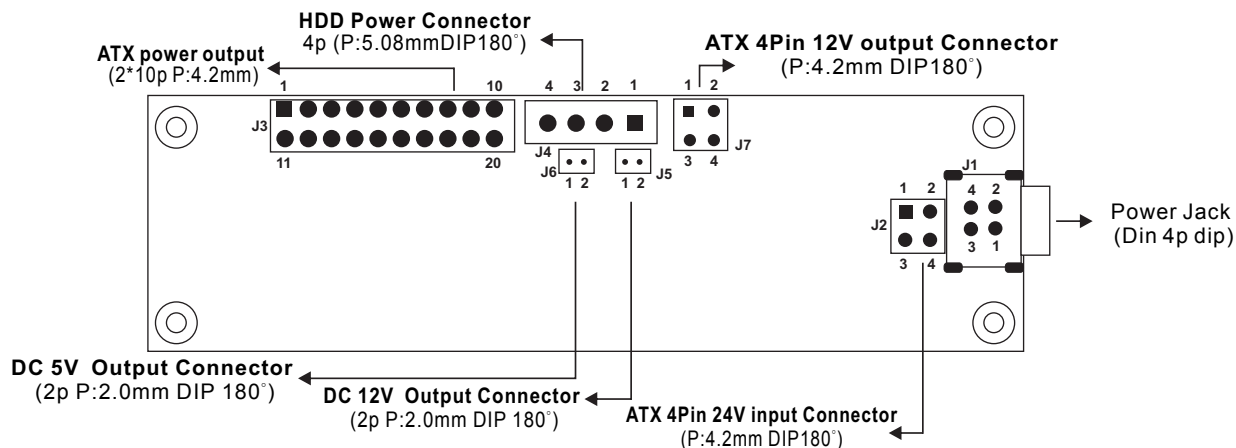 HDD Power Connector
4p (P:5.08mmDIP180°)
ATX power output
(2*10p P:4.2mm)
ATX 4Pin 12V output Connector
(P:4.2mm DIP180°)
1 10
4 3 2 1
1 2
J3
J4
J7
11 20
3 4
J6
J5
1 2
1 2
J1
1 2
4 2
J2
3 1
3 4
Power Jack
(Din 4p dip)
DC 5V Output Connector
(2p P:2.0mm DIP 180°)
DC 12V Output Connector
(2p P:2.0mm DIP 180°)
ATX 4Pin 24V input Connector
(P:4.2mm DIP180°)